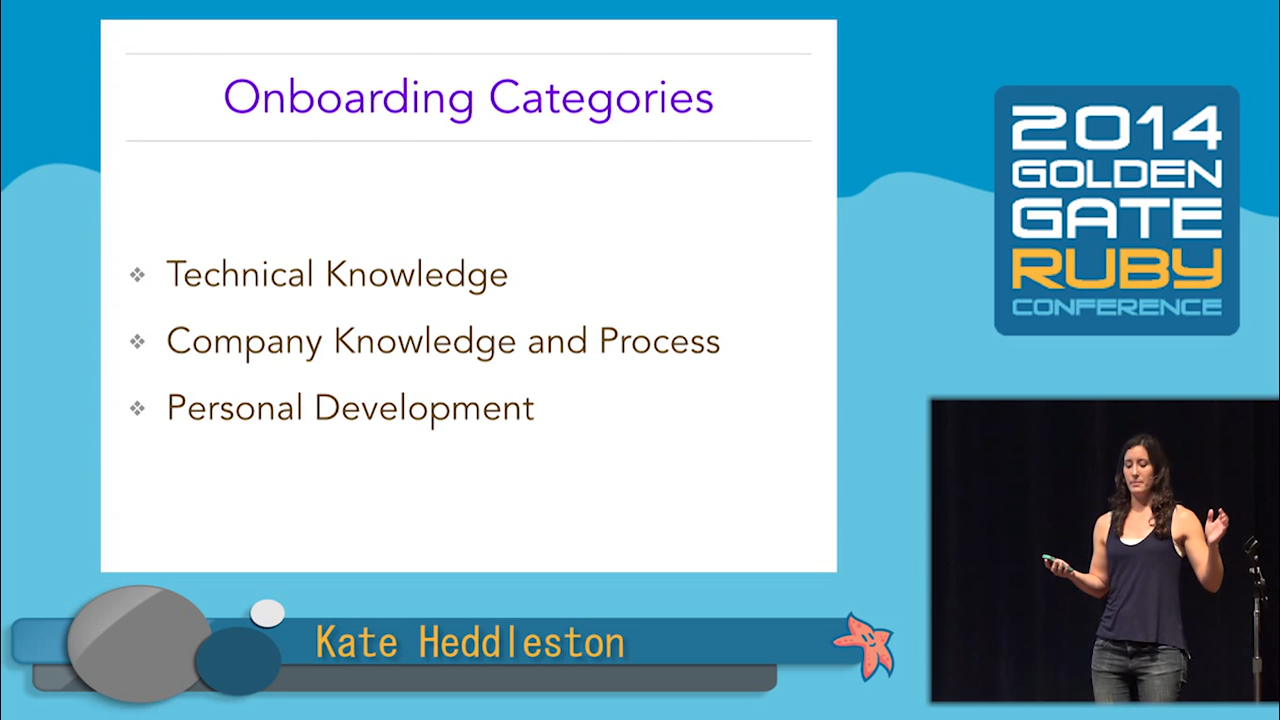 Onboarding Categories
Technical Knowledge
Company Knowledge and Process
Personal Development
2014
GOLDEN
GATE
RUBY
CONFERENCE
Kate Heddleston